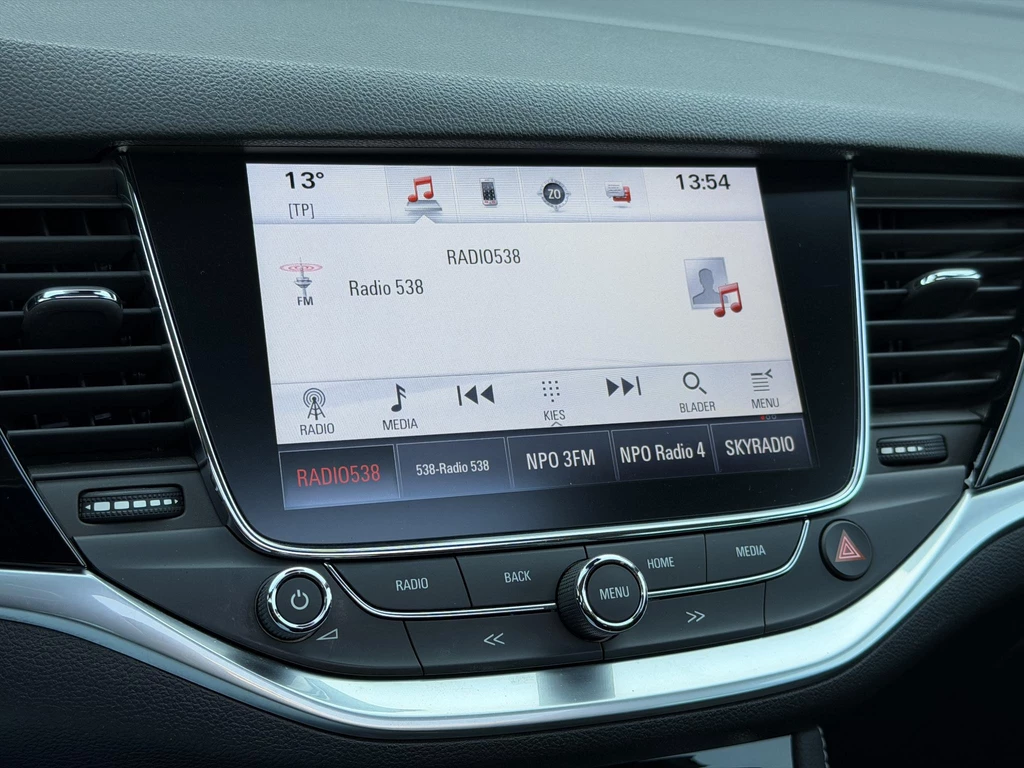 13° ZO 13:54
[TP]
RADIO538
FM Radio 538
RADIO MEDIA KIES BLADER MENU
RADIO538 538-Radio 538 NPO 3FM NPO Radio 4 SKYRADIO
RADIO BACK MENU HOME MEDIA